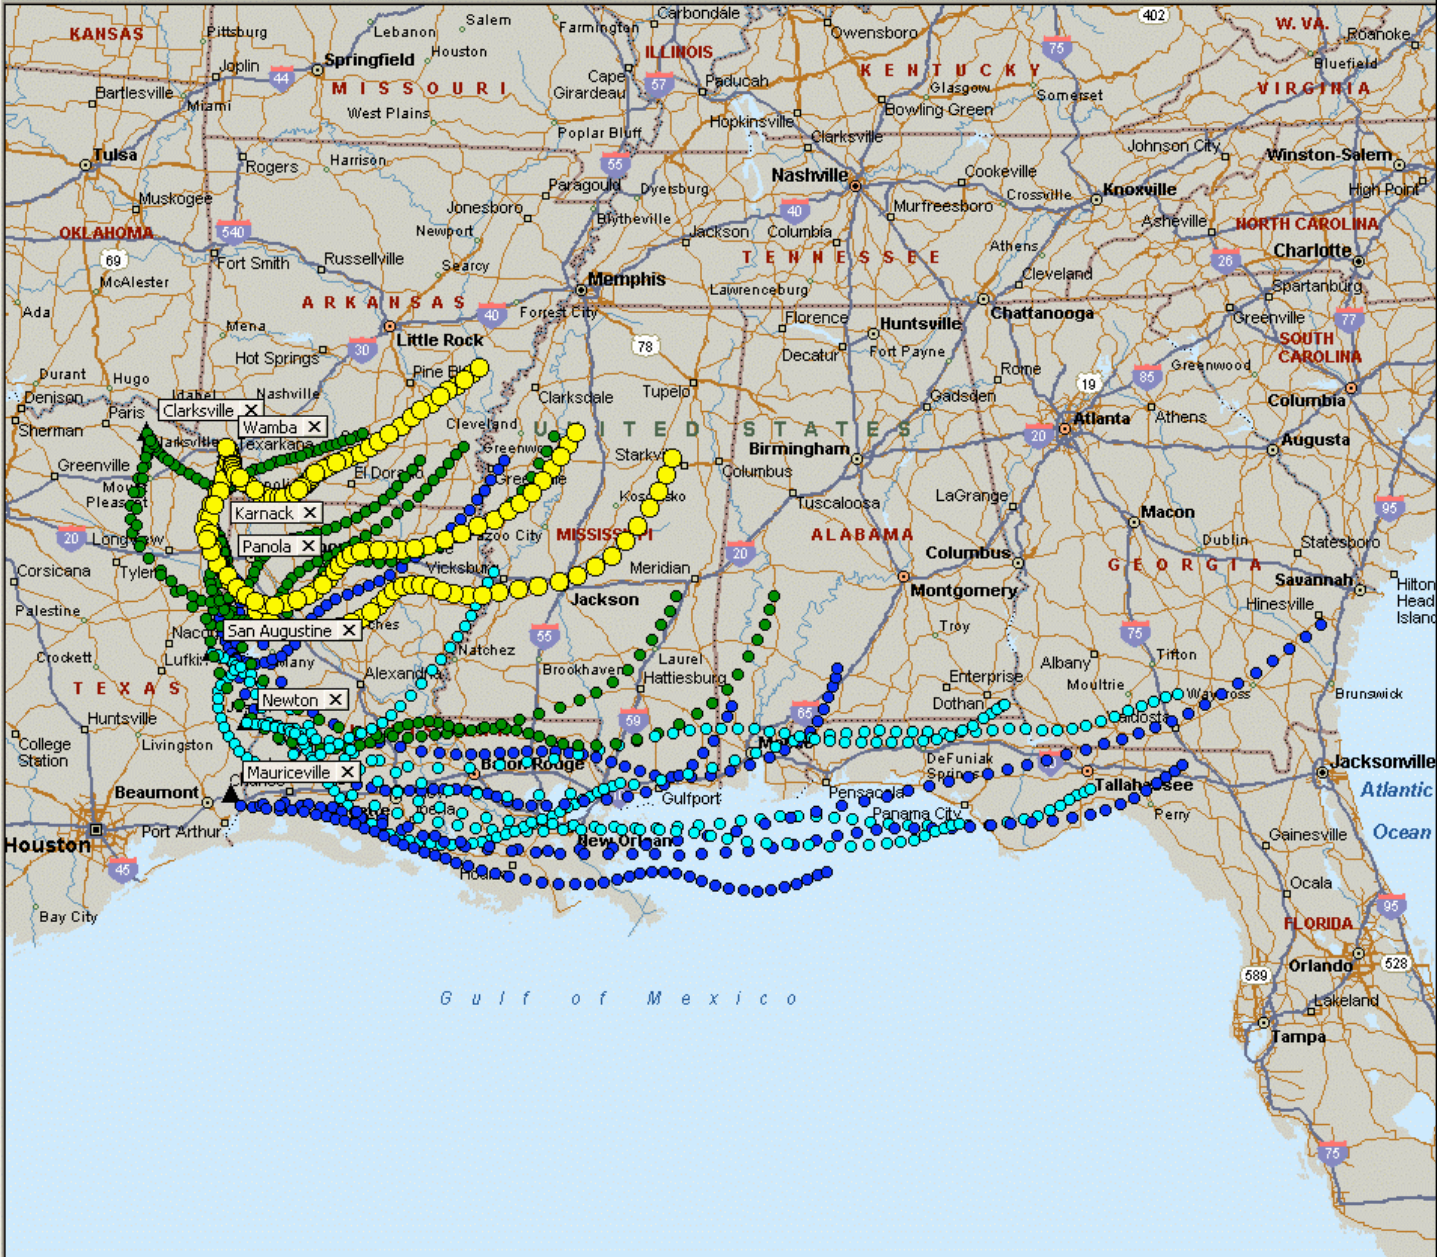 402
W. VA.
KANSAS
Pittsburg
Lebanon
Salem
Farmington
Carbondale
Owensboro
Roanoke
Houston
ILLINOIS
75
Joplin
Springfield
44
Cape
Girardeau
57
Paducah
KENTUCKY
Bluefield
Bartlesville
Miami
MISSOURI
Glasgow
Somerset
VIRGINIA
West Plains
Hopkinsville
Bowling Green
Poplar Bluff
Clarksville
Tulsa
Rogers
Harrison
55
Johnson City
Winston-Salem
Nashville
Cookeville
Paragould
Dyersburg
Crossville
Knoxville
High Point
Muskogee
Jonesboro
Blytheville
40
Murfreesboro
Asheville
OKLAHOMA
540
Newport
Jackson
Columbia
NORTH CAROLINA
69
Fort Smith
Russellville
Searcy
TENNESSEE
Athens
26
Charlotte
McAlester
Memphis
Cleveland
Spartanburg
Lawrenceburg
ARKANSAS
40
Forrest City
Chattanooga
Ada
Mena
Little Rock
Florence
Huntsville
Greenville
77
30
Hot Springs
78
Decatur
Fort Payne
SOUTH
CAROLINA
Durant
Hugo
Idabel
Nashville
Pine
Tupelo
Rome
85
Greenwood
Denison
Paris
Clarksville
Clarksdale
Gadsden
19
Columbia
Sherman
Wamba
Cleveland
UNITED STATES
Atlanta
Athens
Texarkana
Birmingham
20
Augusta
Greenville
El Dorado
Columbus
Mount
Pleasant
Tuscaloosa
LaGrange
Karnack
MISSISSIPPI
Macon
95
20
Longview
Panola
Yazoo City
20
ALABAMA
Columbus
Dublin
Statesboro
Corsicana
Tyler
Vicksburg
Meridian
GEORGIA
Savannah
Hilton
Head
Island
Montgomery
Hinesville
Palestine
Jackson
San Augustine
55
Troy
75
Crockett
Lufkin
Many
Natchez
Laurel
Albany
Tifton
TEXAS
Alexandria
Brookhaven
Hattiesburg
Enterprise
Moultrie
Waycross
Brunswick
Newton
Dothan
Huntsville
59
65
Valdosta
College
Station
Livingston
Mauriceville
Baton Rouge
DeFuniak
Springs
Jacksonville
Beaumont
Gulfport
Pensacola
Tallahassee
Atlantic
Ocean
Port Arthur
Panama City
Perry
Houston
New Orleans
Gainesville
45
Ocala
Bay City
95
FLORIDA
Orlando
528
589
Gulf of Mexico
Lakeland
Tampa
75